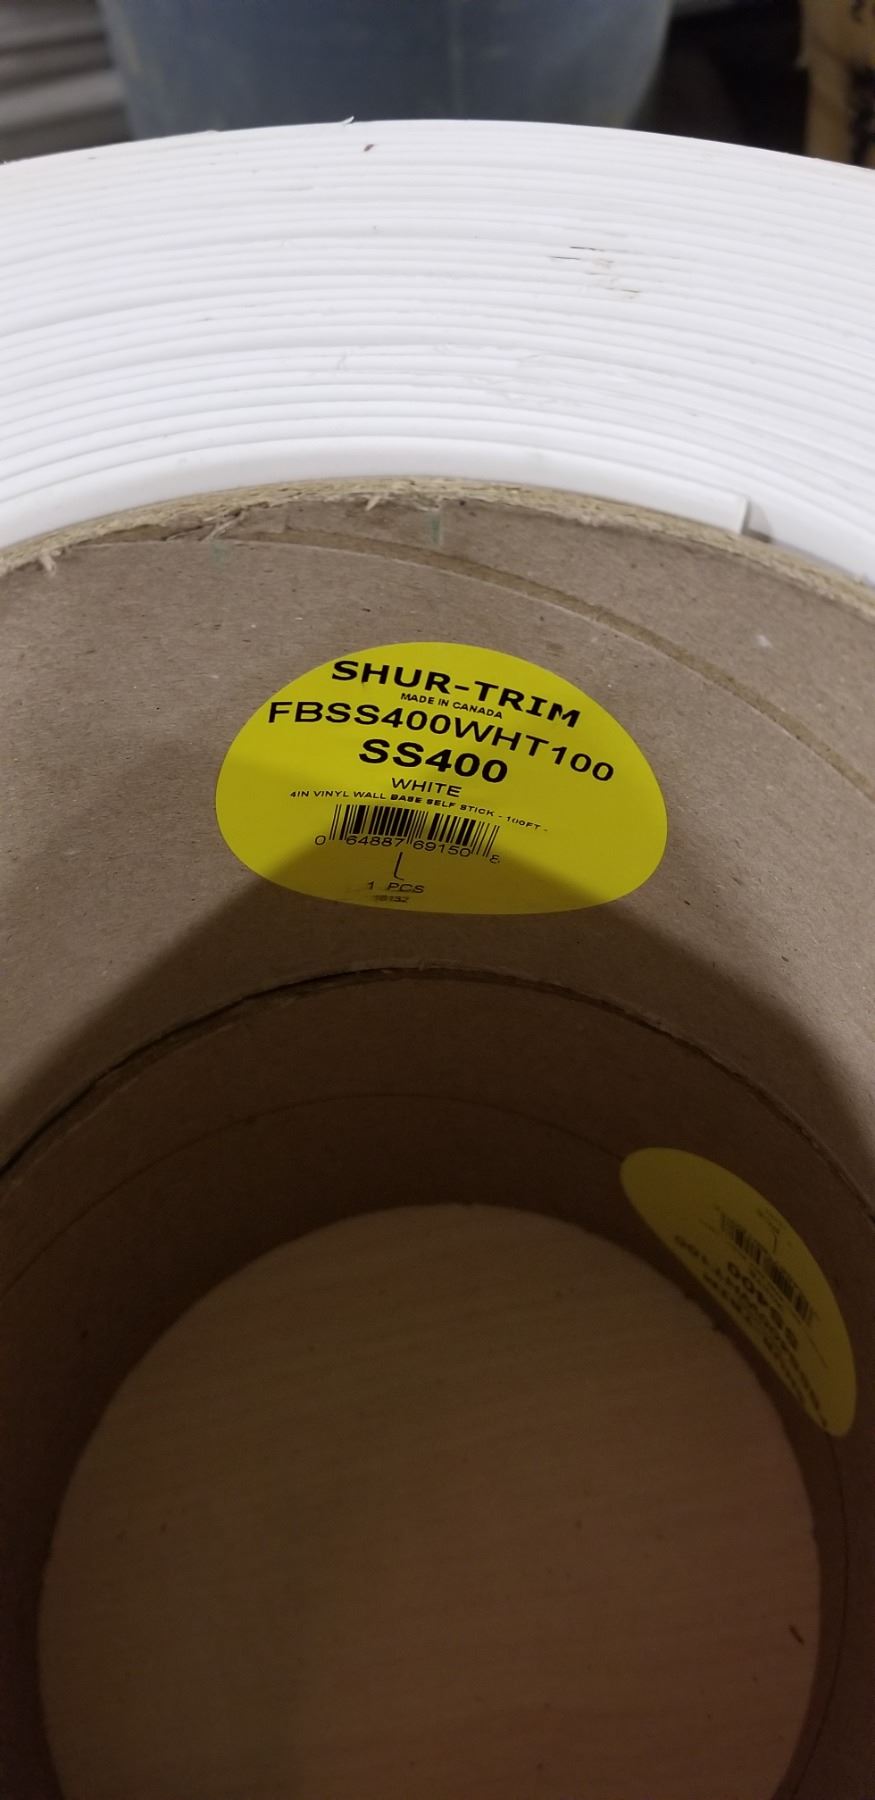 SHUR-TRIM
MADE IN CANADA
FBSS400WHT100
SS400
WHITE
4IN VINYL WALL BASE SELF STICK - 100FT -
0 64887 69150 8
1 PCS
SS400